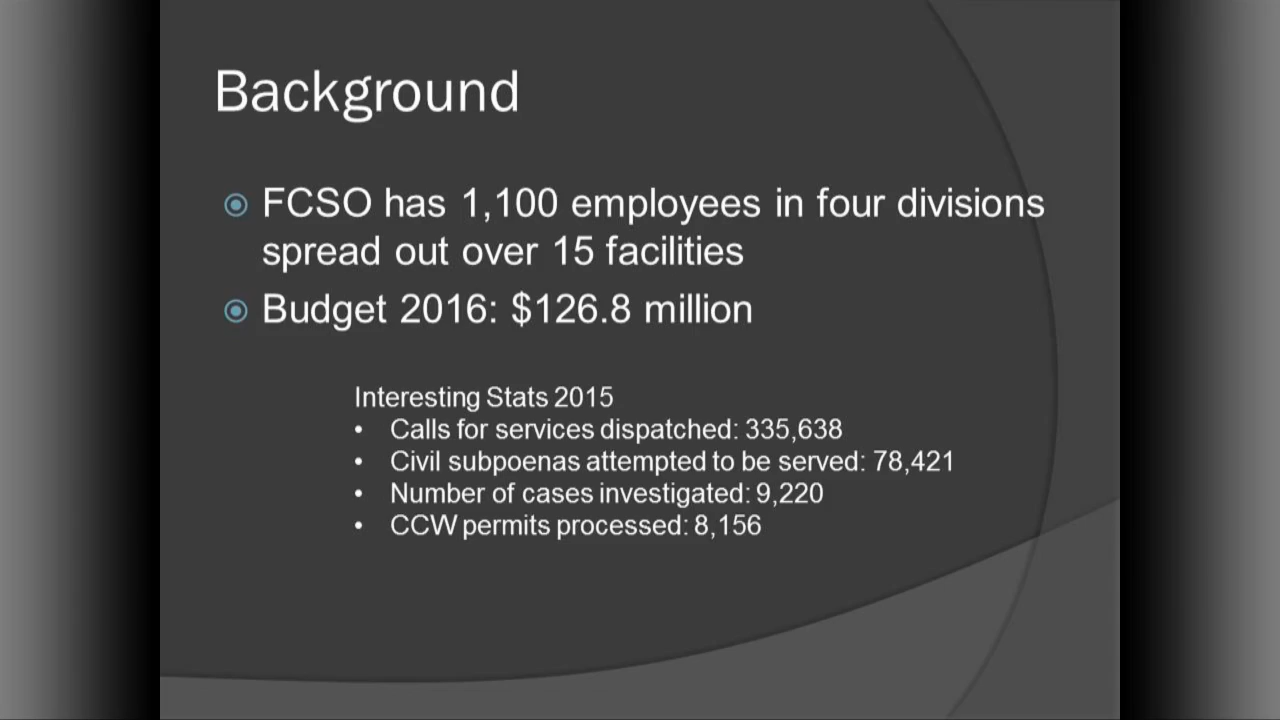 Background
FCSO has 1,100 employees in four divisions
spread out over 15 facilities
Budget 2016: $126.8 million
Interesting Stats 2015
• Calls for services dispatched: 335,638
• Civil subpoenas attempted to be served: 78,421
• Number of cases investigated: 9,220
• CCW permits processed: 8,156